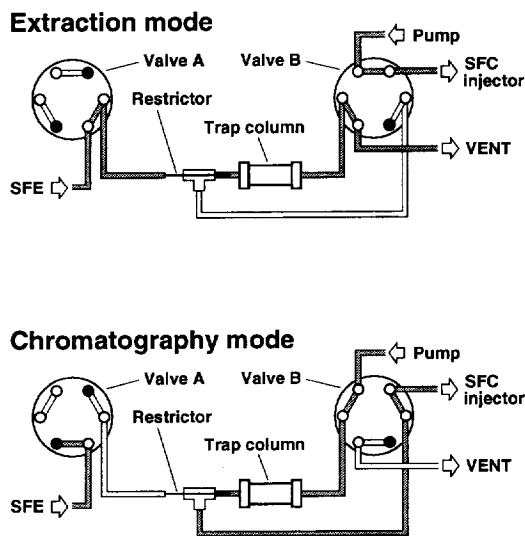 Extraction mode
Valve A
Valve B
Pump
SFC
injector
Restrictor
Trap column
VENT
SFE
Chromatography mode
Valve A
Valve B
Pump
SFC
injector
Restrictor
Trap column
VENT
SFE